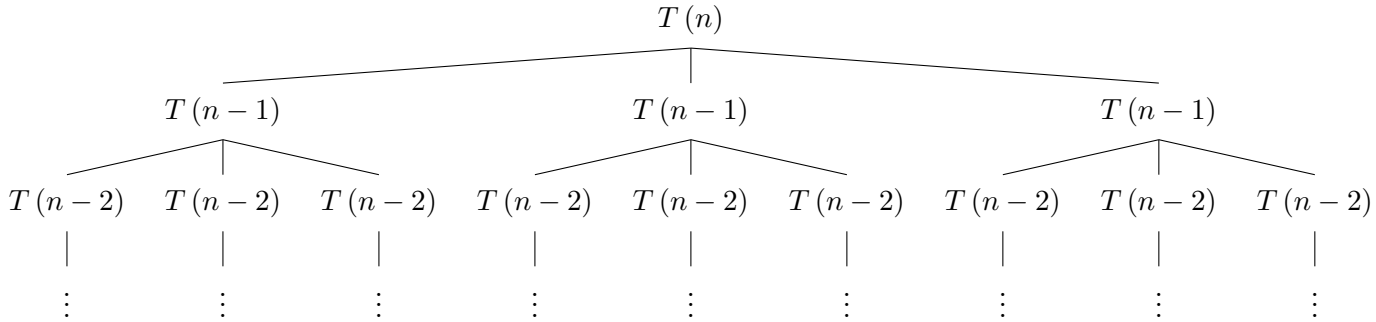 T (n)
T (n − 1) T (n − 1) T (n − 1)
T (n − 2) T (n − 2) T (n − 2) T (n − 2) T (n − 2) T (n − 2) T (n − 2) T (n − 2) T (n − 2)
⋮ ⋮ ⋮ ⋮ ⋮ ⋮ ⋮ ⋮ ⋮